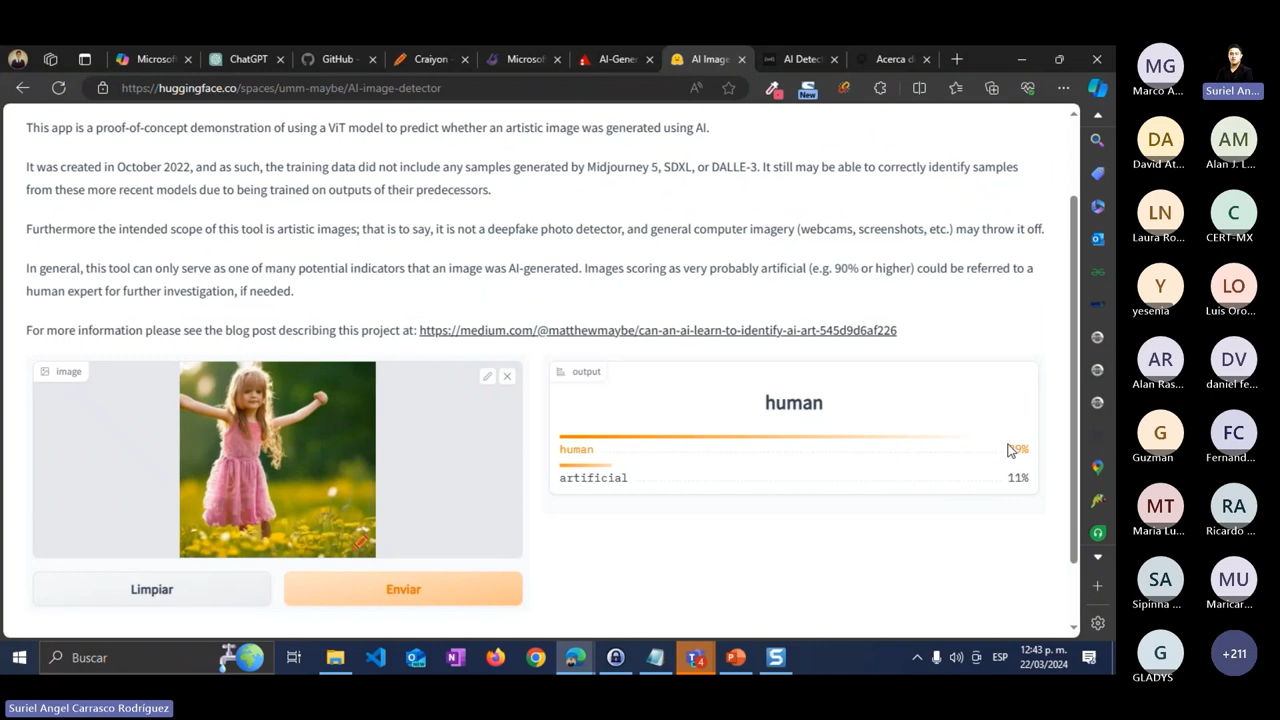 Microsoft
ChatGPT
GitHub -
Craiyon -
Microsof
AI-Gener
AI Image
AI Detect
Acerca d
https://huggingface.co/spaces/umm-maybe/AI-image-detector
New
This app is a proof-of-concept demonstration of using a ViT model to predict whether an artistic image was generated using AI.
It was created in October 2022, and as such, the training data did not include any samples generated by Midjourney 5, SDXL, or DALLE-3. It still may be able to correctly identify samples
from these more recent models due to being trained on outputs of their predecessors.
Furthermore the intended scope of this tool is artistic images; that is to say, it is not a deepfake photo detector, and general computer imagery (webcams, screenshots, etc.) may throw it off.
In general, this tool can only serve as one of many potential indicators that an image was AI-generated. Images scoring as very probably artificial (e.g. 90% or higher) could be referred to a
human expert for further investigation, if needed.
For more information please see the blog post describing this project at: https://medium.com/@matthewmaybe/can-an-ai-learn-to-identify-ai-art-545d9d6af226
image
output
human
human
artificial 11%
Limpiar
Enviar
Buscar
4
ESP
12:43 p. m.
22/03/2024
MG
Marco A...
Suriel An...
DA
David At...
AM
Alan J. L...
LN
Laura Ro...
C
CERT-MX
Y
yesenia
LO
Luis Oro...
AR
Alan Ras...
DV
daniel fe...
G
Guzman
FC
Fernand...
MT
Maria Lu...
RA
Ricardo ...
SA
Sipinna ...
MU
Maricar...
G
GLADYS
+211
Suriel Angel Carrasco Rodríguez